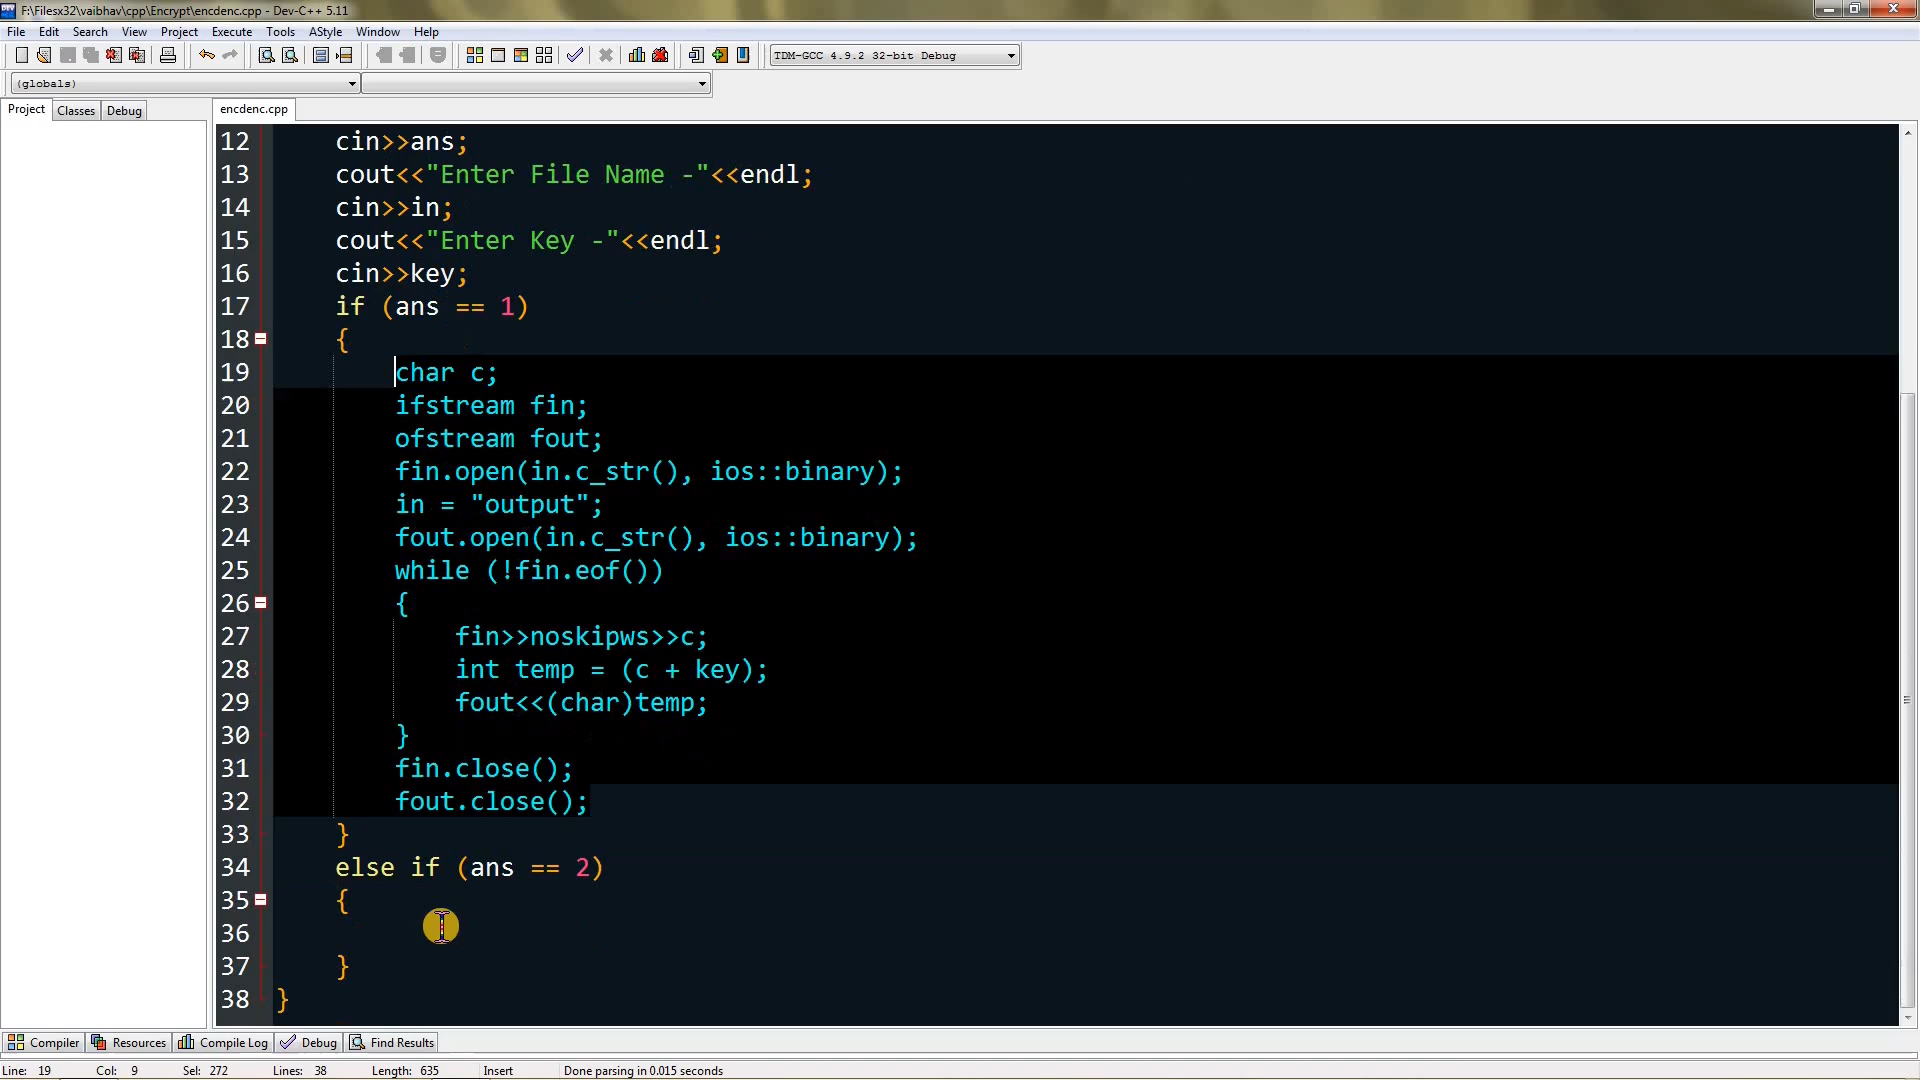 F:\Filesx32\vaibhav\cpp\Encrypt\encdenc.cpp - Dev-C++ 5.11
File Edit Search View Project Execute Tools AStyle Window Help
TDM-GCC 4.9.2 32-bit Debug
(globals)
Project Classes Debug
encdenc.cpp
12 cin>>ans;
13 cout<<"Enter File Name -"<<endl;
14 cin>>in;
15 cout<<"Enter Key -"<<endl;
16 cin>>key;
17 if (ans == 1)
18 {
19 char c;
20 ifstream fin;
21 ofstream fout;
22 fin.open(in.c_str(), ios::binary);
23 in = "output";
24 fout.open(in.c_str(), ios::binary);
25 while (!fin.eof())
26 {
27 fin>>noskipws>>c;
28 int temp = (c + key);
29 fout<<(char)temp;
30 }
31 fin.close();
32 fout.close();
33 }
34 else if (ans == 2)
35 {
36
37 }
38 }
Compiler Resources Compile Log Debug Find Results
Line: 19 Col: 9 Sel: 272 Lines: 38 Length: 635 Insert Done parsing in 0.015 seconds